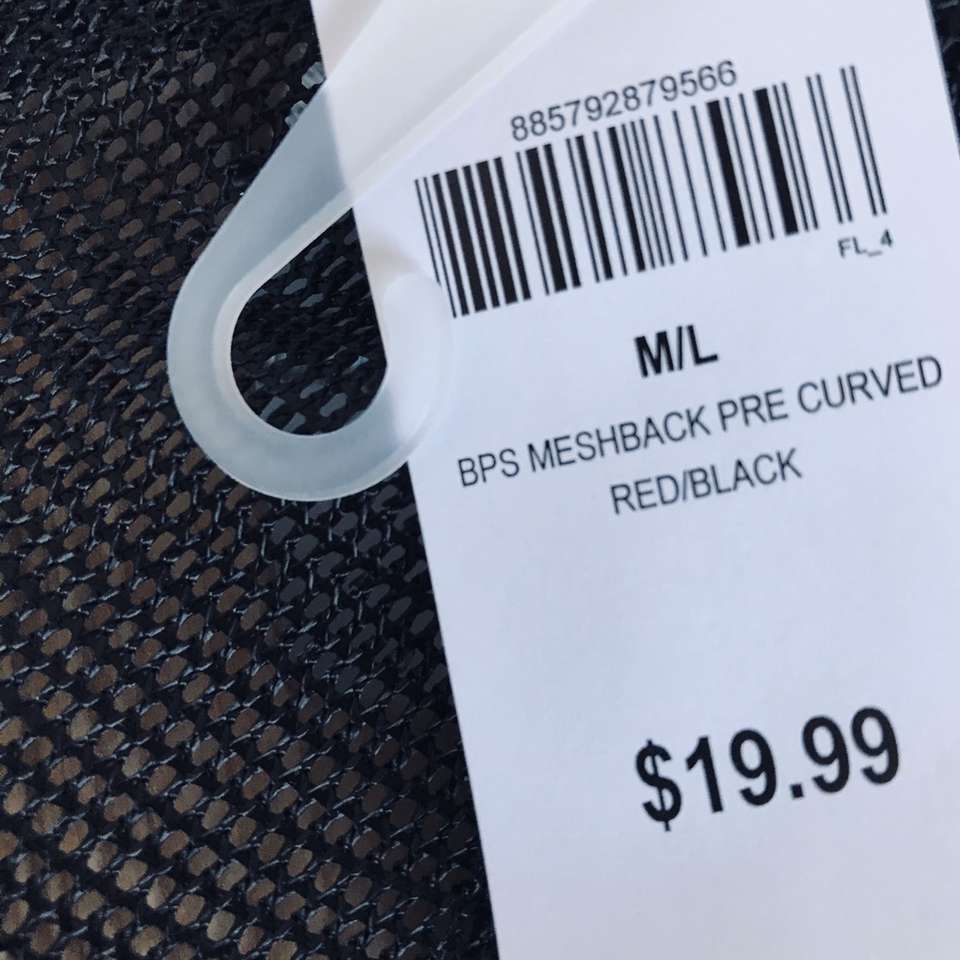 885792879566
FL_4
M/L
BPS MESHBACK PRE CURVED
RED/BLACK
$19.99